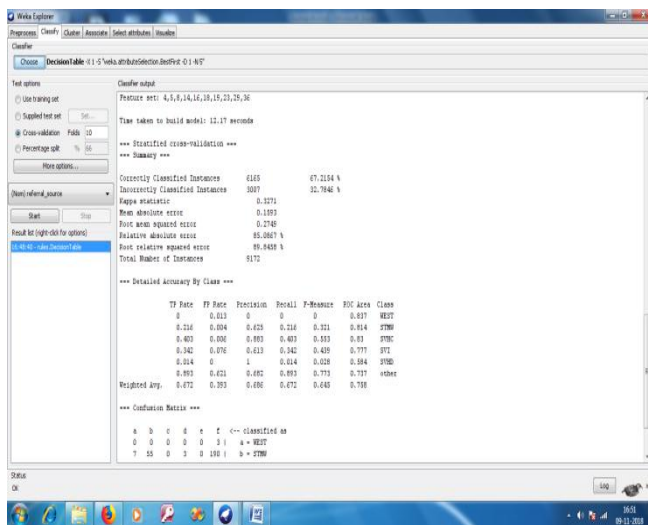 Weka Explorer
Preprocess Classify Cluster Associate Select attributes Visualize
Classifier
Choose DecisionTable -X 1 -S "weka.attributeSelection.BestFirst -D 1 -N 5"
Test options
Use training set
Supplied test set Set...
Cross-validation Folds 10
Percentage split % 66
More options...
(Nom) referral_source
Start Stop
Result list (right-click for options)
16:48:48 - rules.DecisionTable
Classifier output
Feature set: 4,5,8,14,16,18,19,23,29,36
Time taken to build model: 12.17 seconds
=== Stratified cross-validation ===
=== Summary ===
Correctly Classified Instances 6165 67.2154 %
Incorrectly Classified Instances 3007 32.7846 %
Kappa statistic 0.3271
Mean absolute error 0.1593
Root mean squared error 0.2749
Relative absolute error 85.0867 %
Root relative squared error 89.8458 %
Total Number of Instances 9172
=== Detailed Accuracy By Class ===
TP Rate FP Rate Precision Recall F-Measure ROC Area Class
0 0.013 0 0 0 0.837 WEST
0.216 0.004 0.625 0.216 0.321 0.814 STMW
0.403 0.006 0.883 0.403 0.553 0.83 SVHC
0.342 0.076 0.613 0.342 0.439 0.777 SVI
0.014 0 1 0.014 0.028 0.584 SVHD
0.893 0.621 0.682 0.893 0.773 0.737 other
Weighted Avg. 0.672 0.393 0.686 0.672 0.645 0.758
=== Confusion Matrix ===
a b c d e f <-- classified as
0 0 0 0 0 3 | a = WEST
7 55 0 3 0 190 | b = STMW
Status
OK
Log
16:51
09-11-2018